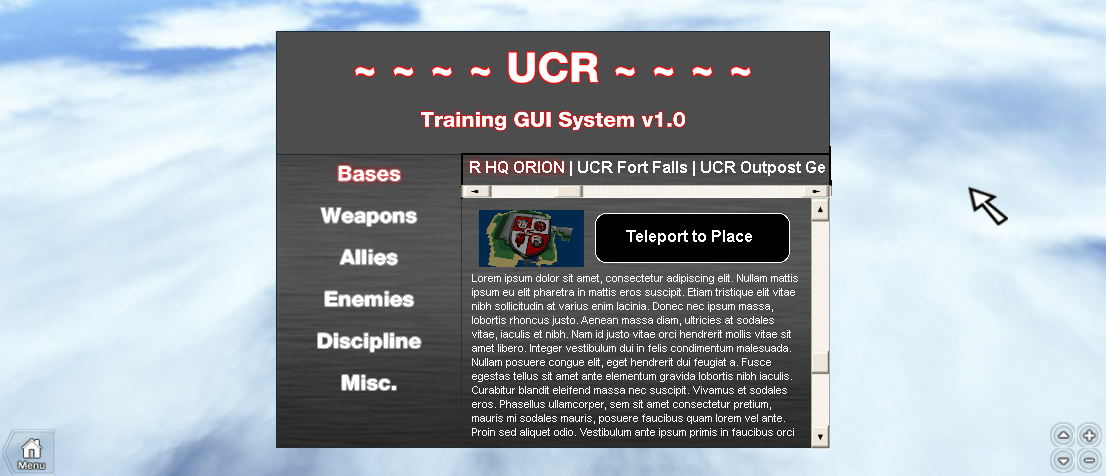 ~ ~ ~ ~ UCR ~ ~ ~ ~
Training GUI System v1.0
Bases
Weapons
Allies
Enemies
Discipline
Misc.
R HQ ORION | UCR Fort Falls | UCR Outpost Ge
Teleport to Place
Lorem ipsum dolor sit amet, consectetur adipiscing elit. Nullam mattis
ipsum eu elit pharetra in mattis eros suscipit. Etiam tristique elit vitae
nibh sollicitudin at varius enim lacinia. Donec nec ipsum massa,
lobortis rhoncus justo. Aenean massa diam, ultricies at sodales
vitae, iaculis et nibh. Nam id justo vitae orci hendrerit mollis vitae sit
amet libero. Integer vestibulum dui in felis condimentum malesuada.
Nullam posuere congue elit, eget hendrerit dui feugiat a. Fusce
egestas tellus sit amet ante elementum gravida lobortis nibh iaculis.
Curabitur blandit eleifend massa nec suscipit. Vivamus et sodales
eros. Phasellus ullamcorper, sem sit amet consectetur pretium,
mauris mi sodales mauris, posuere faucibus quam lorem vel ante.
Proin sed aliquet odio. Vestibulum ante ipsum primis in faucibus orci
Menu